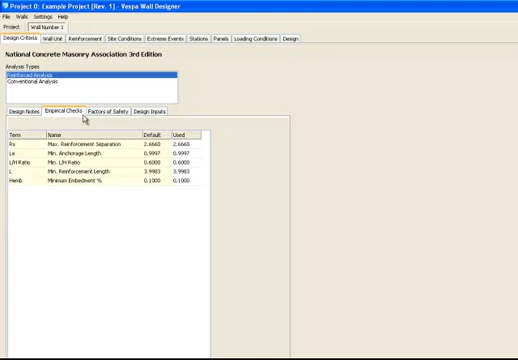 Project 0: Example Project [Rev. 1] - Vespa Wall Designer
File Walls Settings Help
Project Wall Number 1
Design Criteria Wall Unit Reinforcement Site Conditions Extreme Events Stations Panels Loading Conditions Design
National Concrete Masonry Association 3rd Edition
Analysis Types
Reinforced Analysis
Conventional Analysis
Design Notes Empirical Checks Factors of Safety Design Inputs
Term Name Default Used
Rs Max. Reinforcement Separation 2.6660 2.6660
La Min. Anchorage Length 0.9997 0.9997
L/H Ratio Min. L/H Ratio 0.6000 0.6000
L Min. Reinforcement Length 3.9983 3.9983
Hemb Minimum Embedment % 0.1000 0.1000